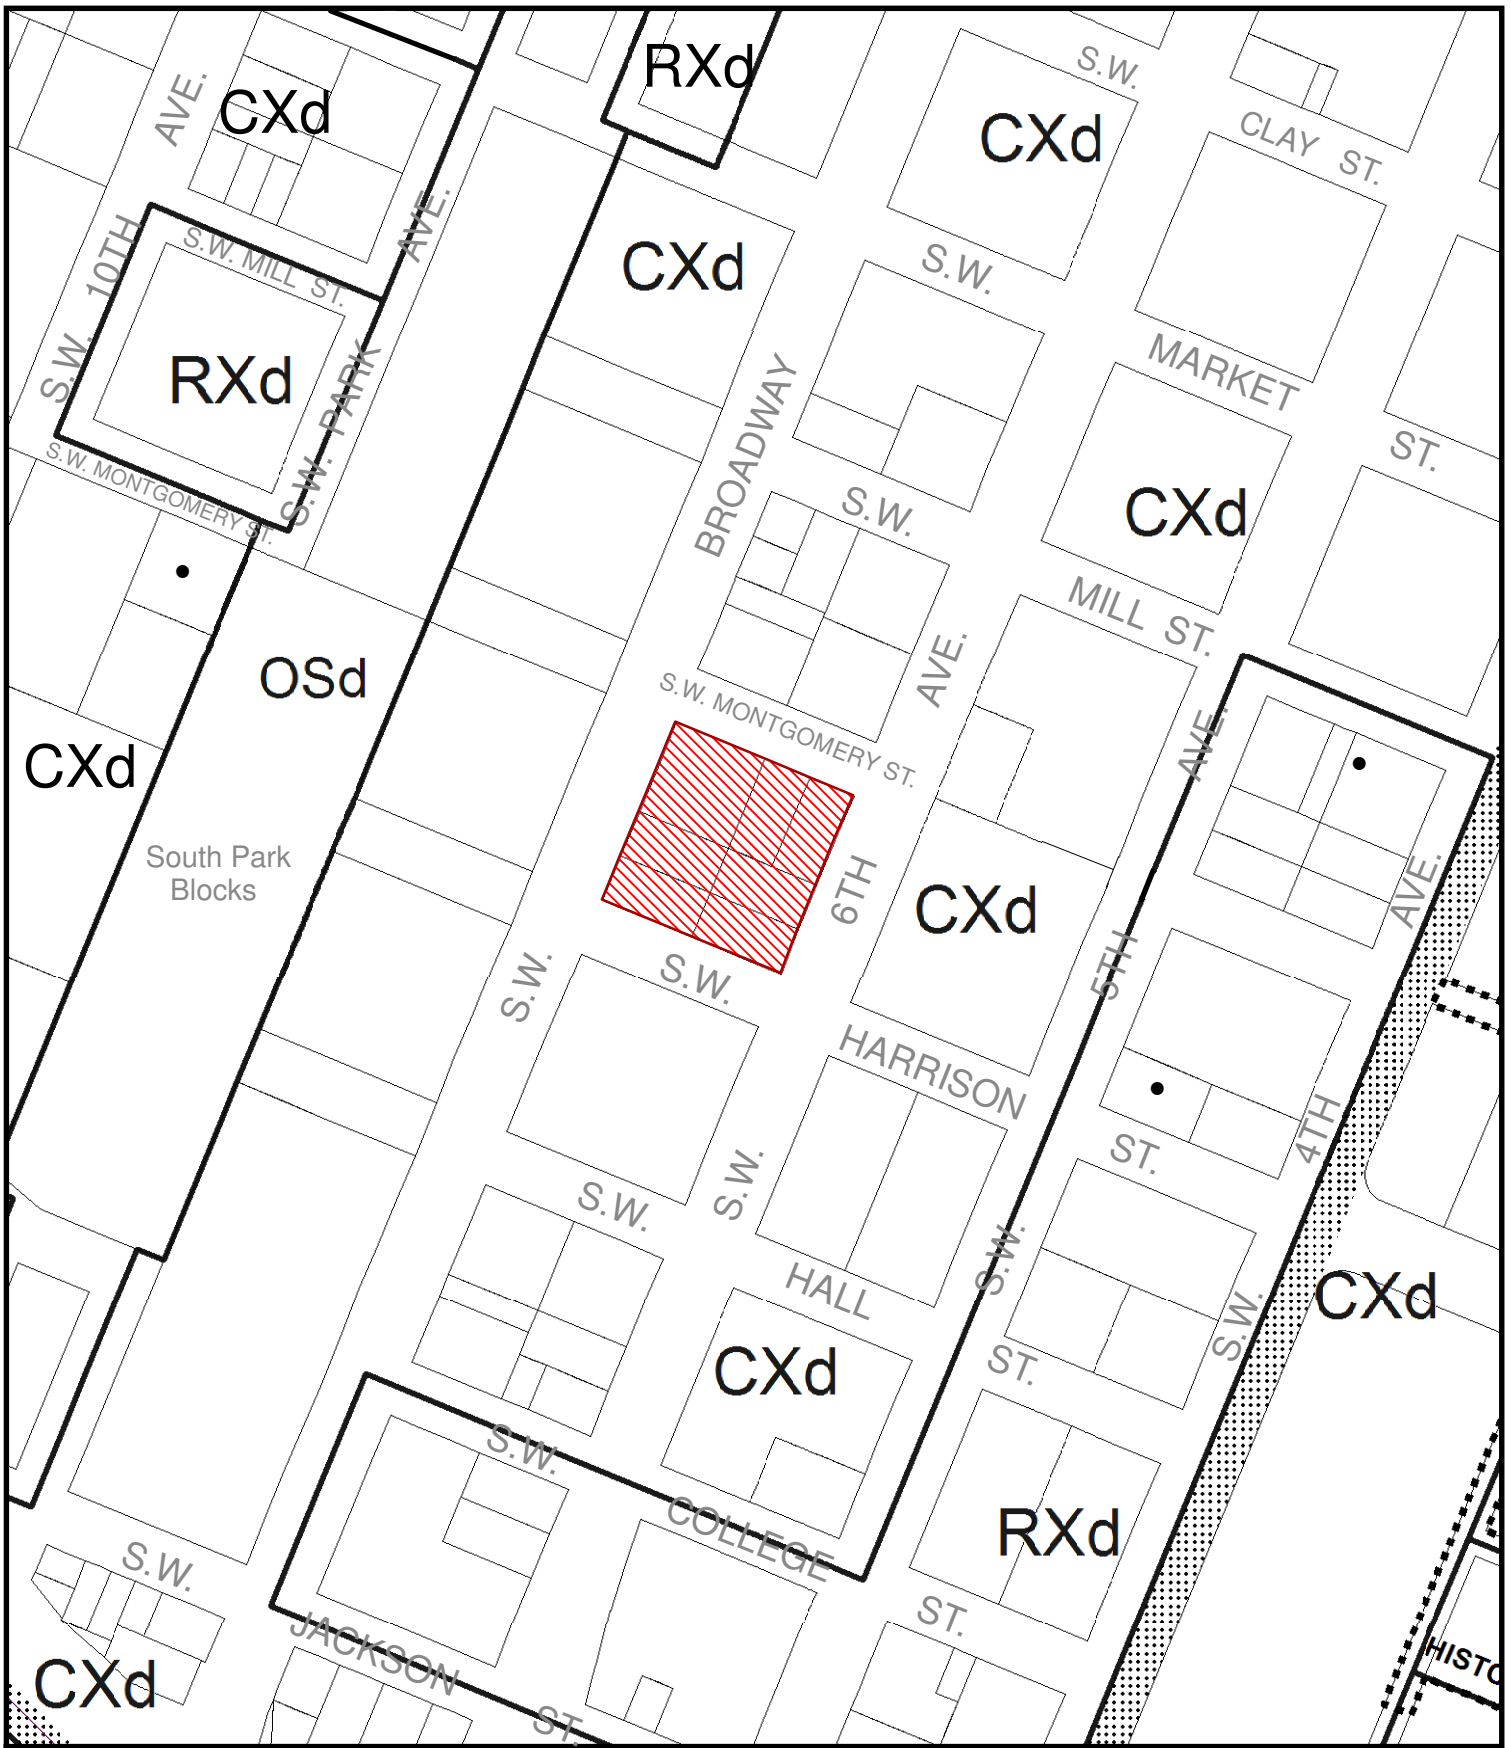 RXd
CXd
AVE.
S.W.
CLAY ST.
CXd
CXd
AVE.
S.W. 10TH
S.W. MILL ST.
RXd
S.W. PARK
S.W. MONTGOMERY ST.
S.W.
MARKET
ST.
BROADWAY
S.W.
CXd
MILL ST.
OSd
AVE.
S.W. MONTGOMERY ST.
AVE.
CXd
South Park
Blocks
6TH
CXd
AVE.
5TH
S.W.
S.W.
HARRISON
ST.
4TH
S.W.
S.W.
HALL
ST.
S.W.
S.W.
CXd
CXd
S.W.
COLLEGE
ST.
RXd
S.W.
JACKSON
ST.
CXd
HISTO